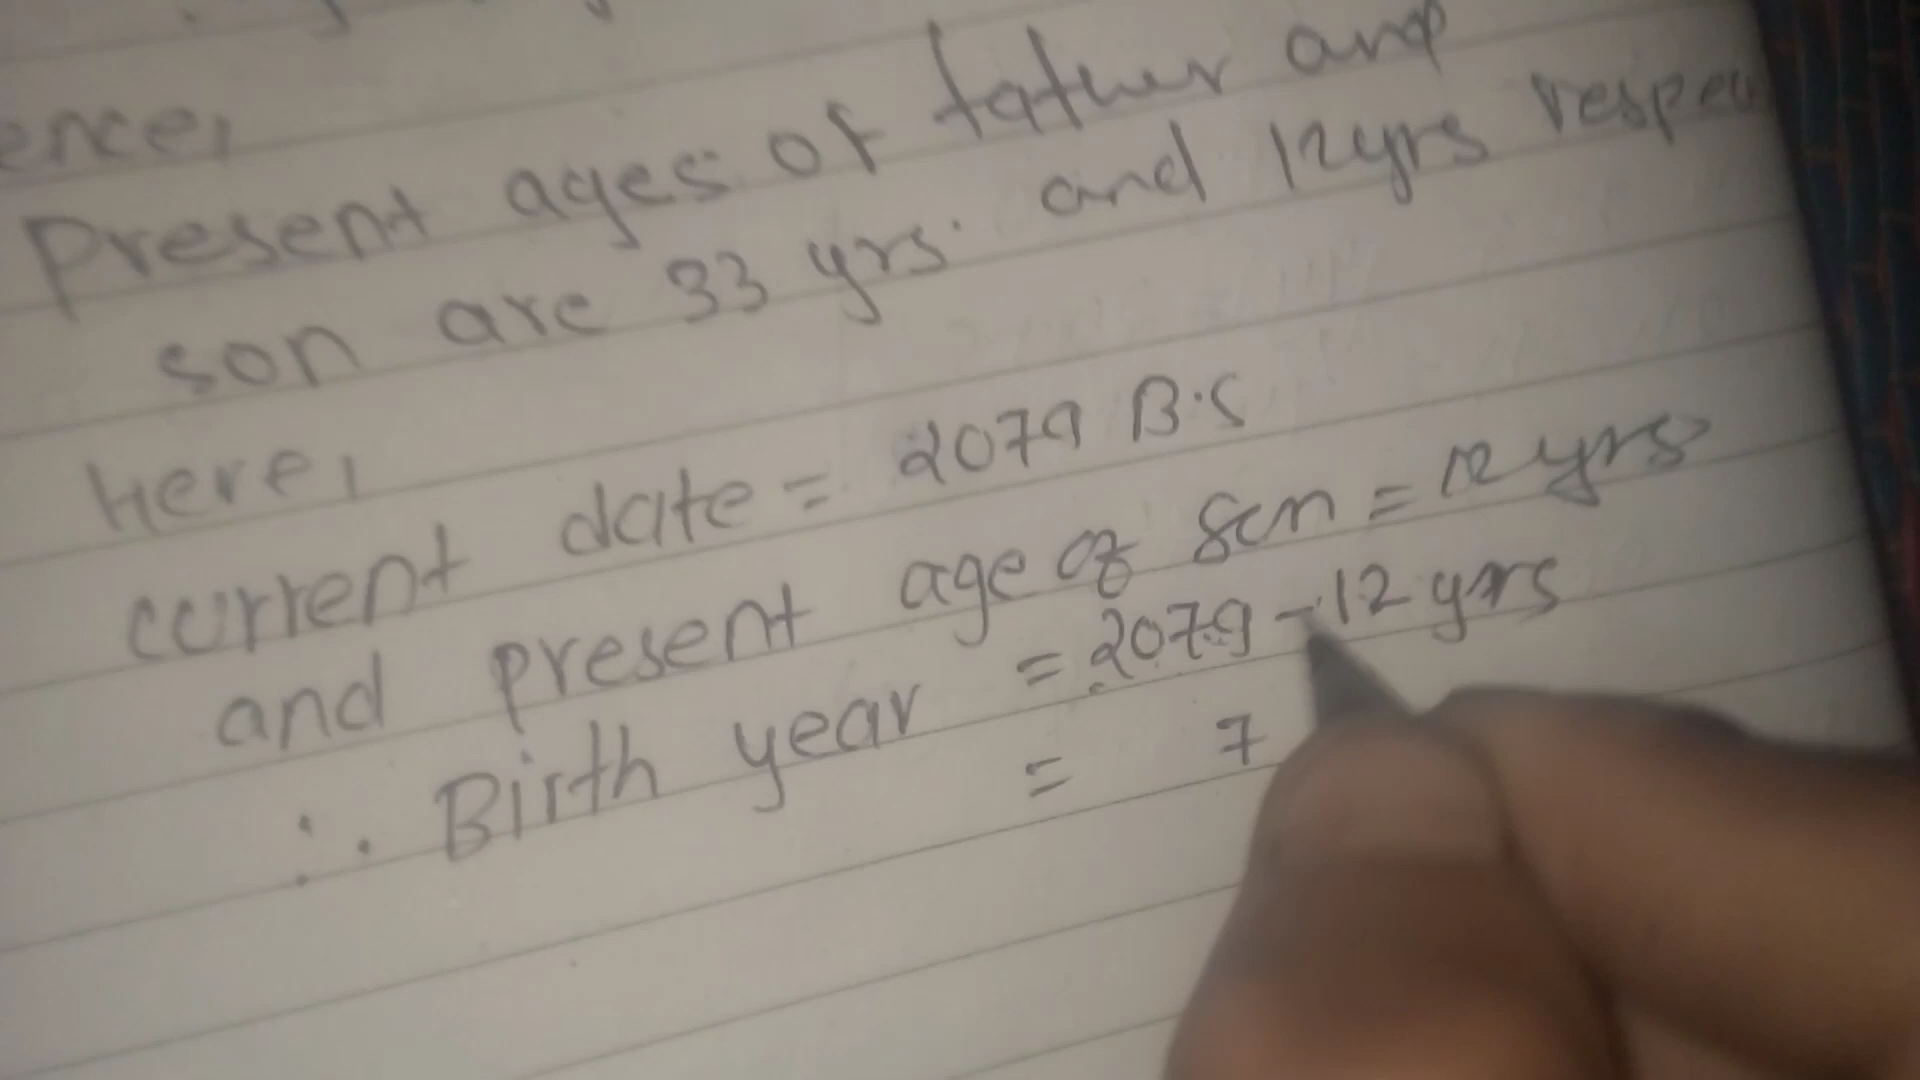 ence,
Present ages of father and
son are 33 yrs. and 12yrs
here,
current date = 2079 B.S
and present age of son = 12 yrs
∴ Birth year = 2079 - 12 yrs
= 7